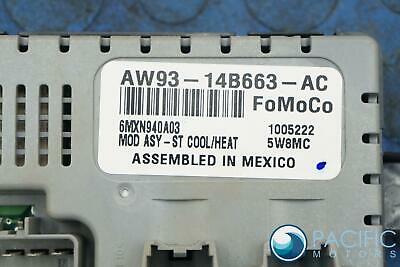 AW93-14B663-AC
FoMoCo
6MXN940A03 1005222
MOD ASY-ST COOL/HEAT 5W8MC
ASSEMBLED IN MEXICO
PACIFIC
MOTORS